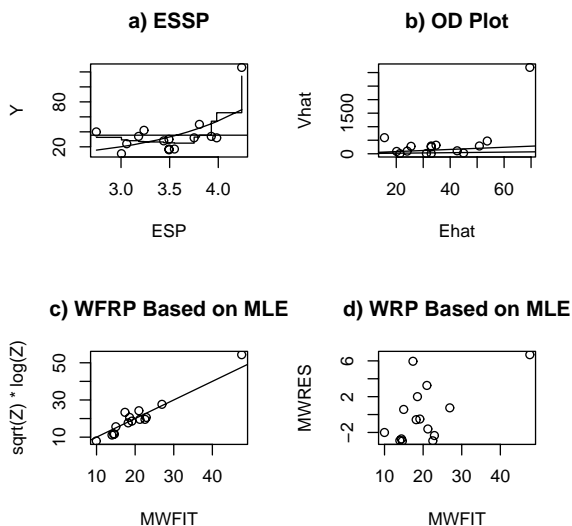 a) ESSP
Y
20
80
3.0
3.5
4.0
ESP
b) OD Plot
Vhat
0
1500
20
40
60
Ehat
c) WFRP Based on MLE
sqrt(Z) * log(Z)
10
30
50
10
20
30
40
MWFIT
d) WRP Based on MLE
MWRES
−2
2
6
10
20
30
40
MWFIT